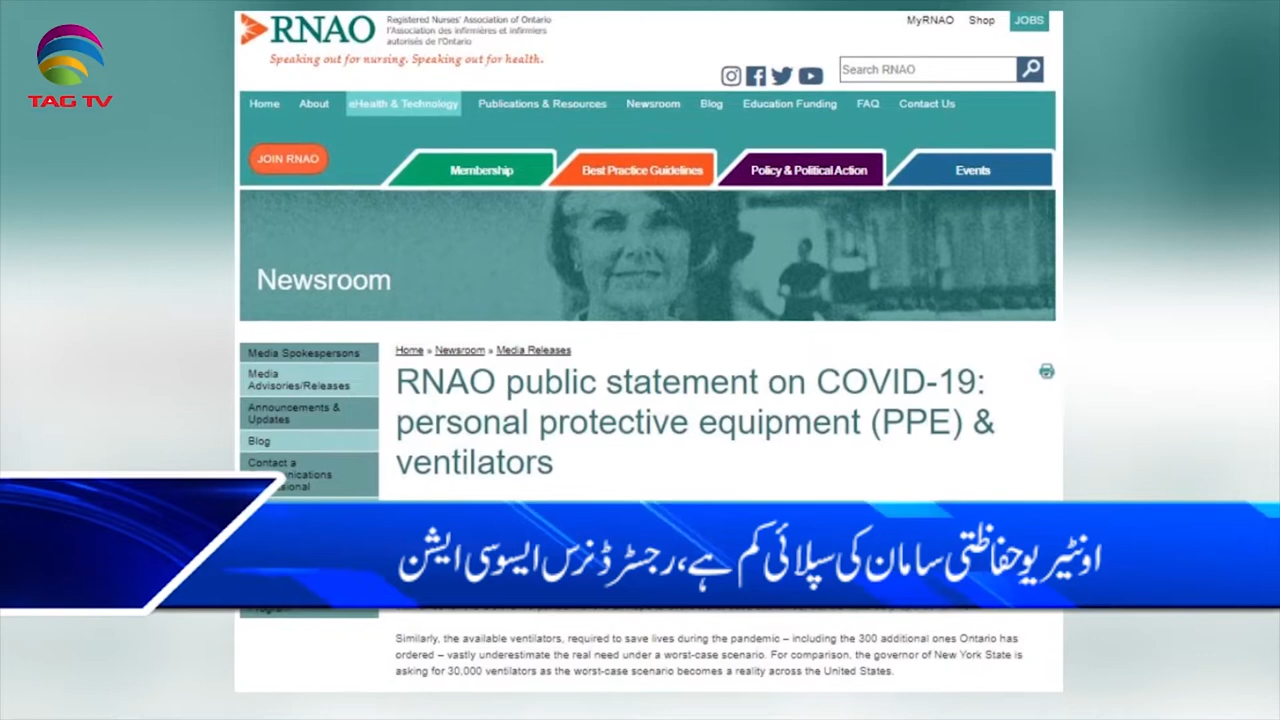 TAG TV
RNAO
Registered Nurses' Association of Ontario
l'Association des infirmières et infirmiers
autorisés de l'Ontario
Speaking out for nursing. Speaking out for health.
MyRNAO Shop JOBS
Search RNAO
Home About eHealth & Technology Publications & Resources Newsroom Blog Education Funding FAQ Contact Us
JOIN RNAO
Membership Best Practice Guidelines Policy & Political Action Events
Newsroom
Media Spokespersons
Media
Advisories/Releases
Announcements &
Updates
Blog
Contact a
Home » Newsroom » Media Releases
RNAO public statement on COVID-19:
personal protective equipment (PPE) &
ventilators
اونٹیریو حفاظتی سامان کی سپلائی کم ہے، رجسٹرڈ نرس ایسوسی ایشن
Similarly, the available ventilators, required to save lives during the pandemic – including the 300 additional ones Ontario has
ordered – vastly underestimate the real need under a worst-case scenario. For comparison, the governor of New York State is
asking for 30,000 ventilators as the worst-case scenario becomes a reality across the United States.